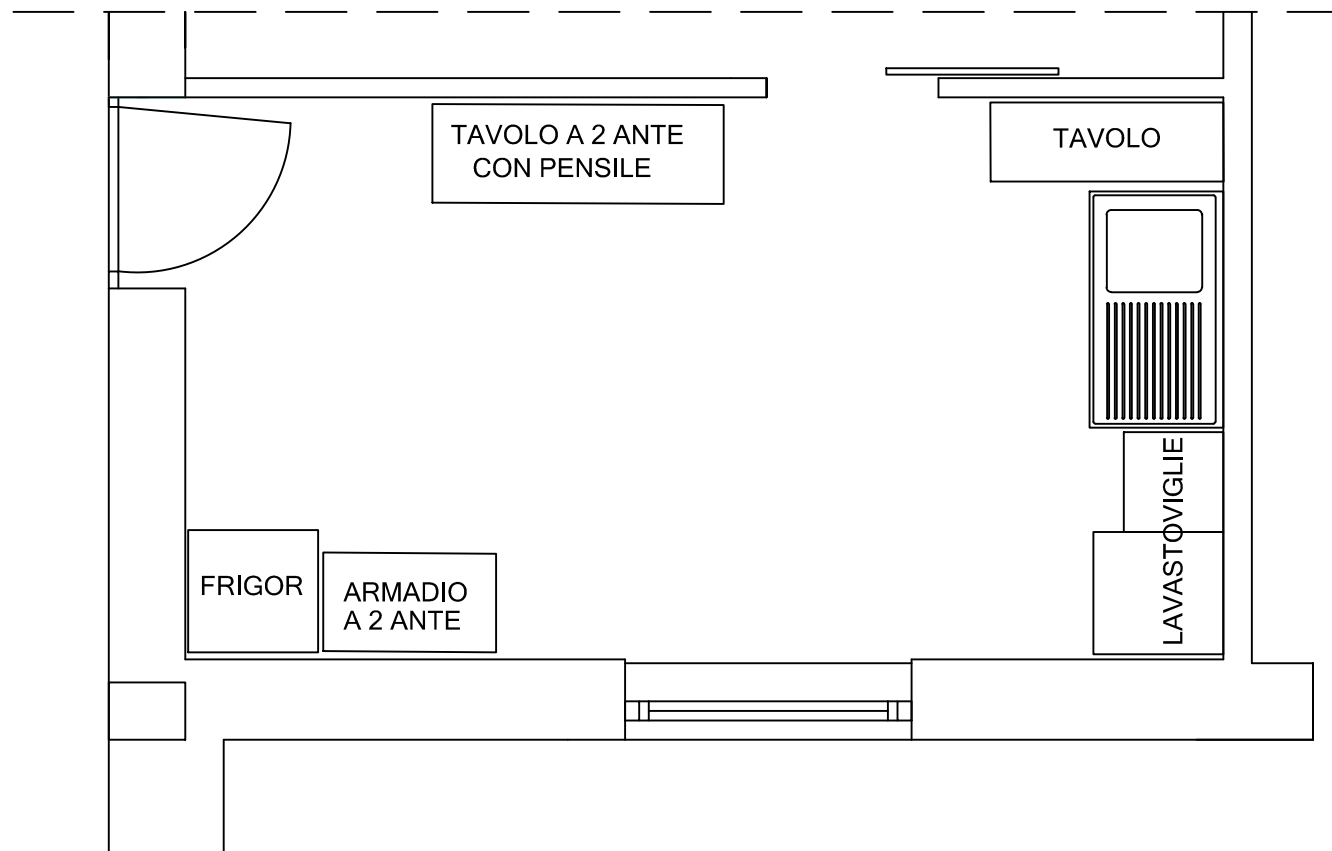 TAVOLO A 2 ANTE
CON PENSILE
TAVOLO
LAVASTOVIGLIE
FRIGOR
ARMADIO
A 2 ANTE